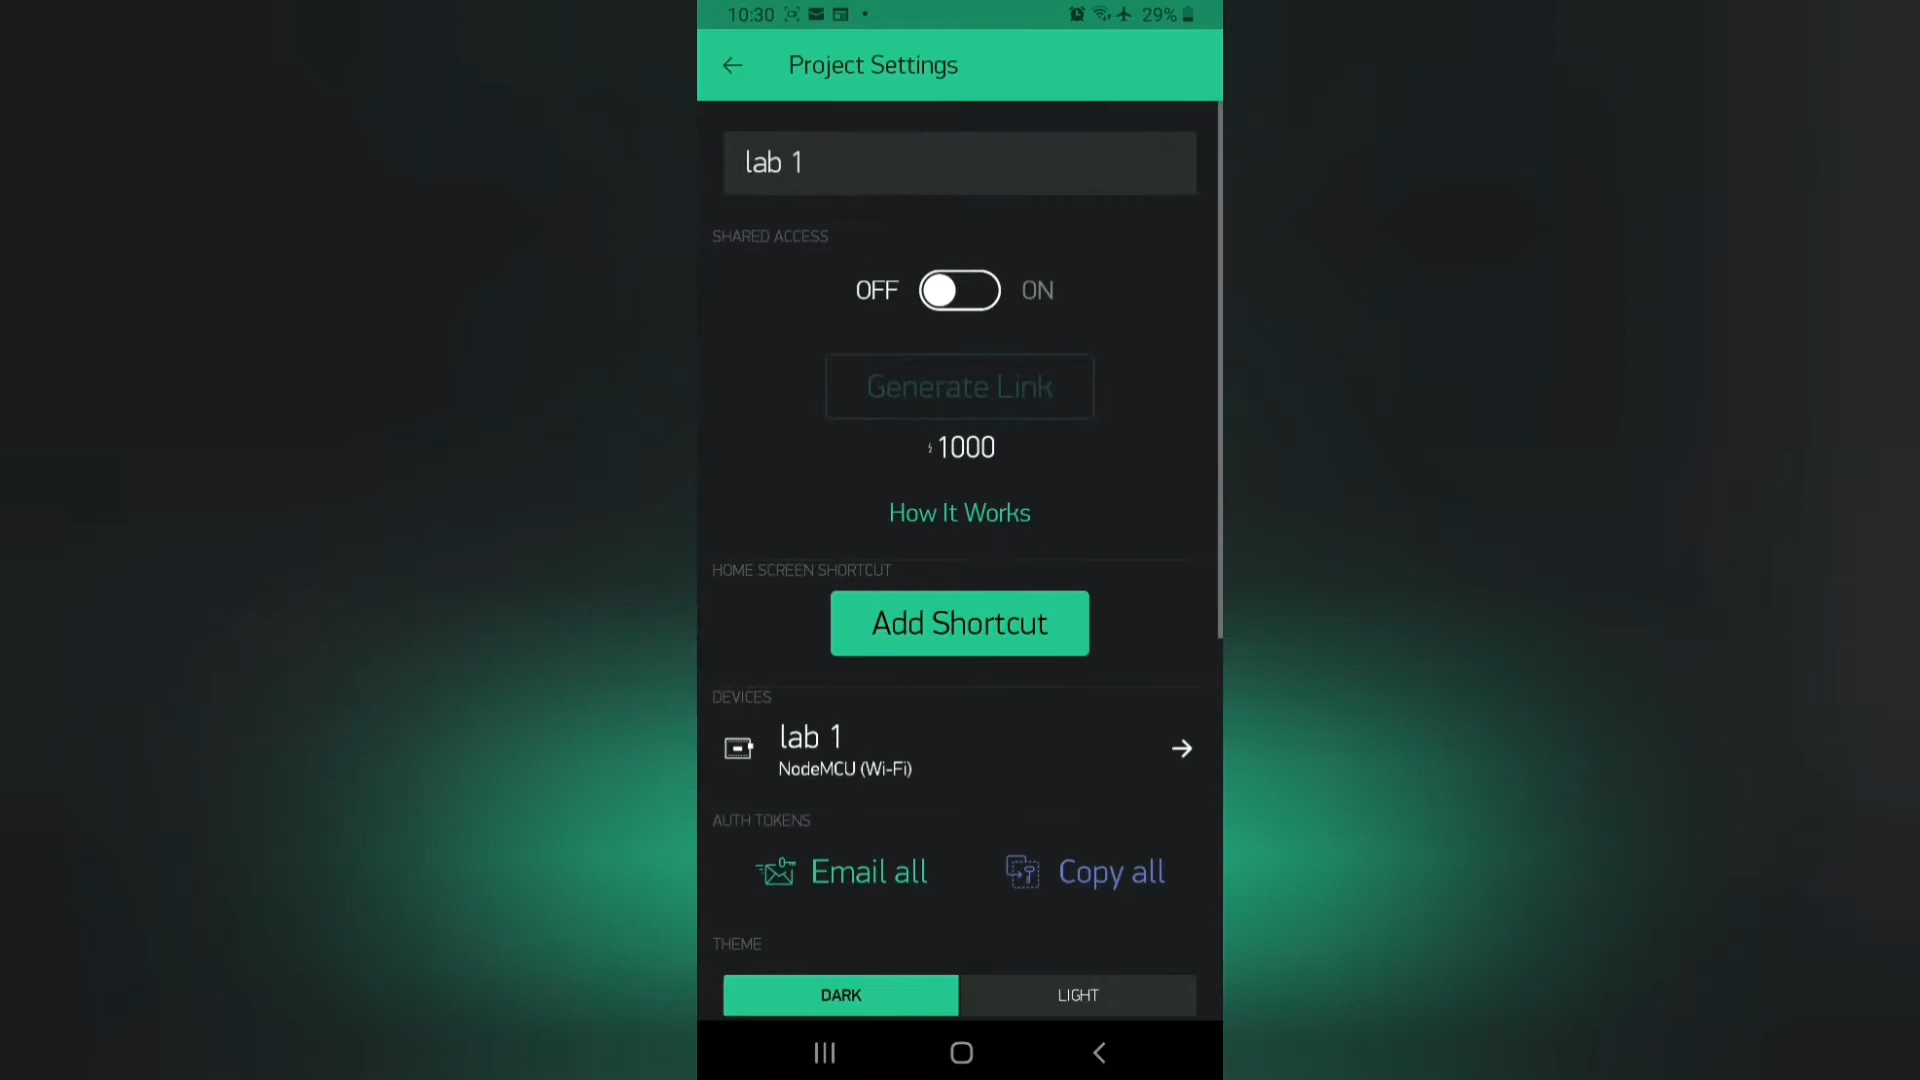 10:30
29%
Project Settings
lab 1
SHARED ACCESS
OFF ON
Generate Link
1000
How It Works
HOME SCREEN SHORTCUT
Add Shortcut
DEVICES
lab 1
NodeMCU (Wi-Fi)
AUTH TOKENS
Email all
Copy all
THEME
DARK
LIGHT